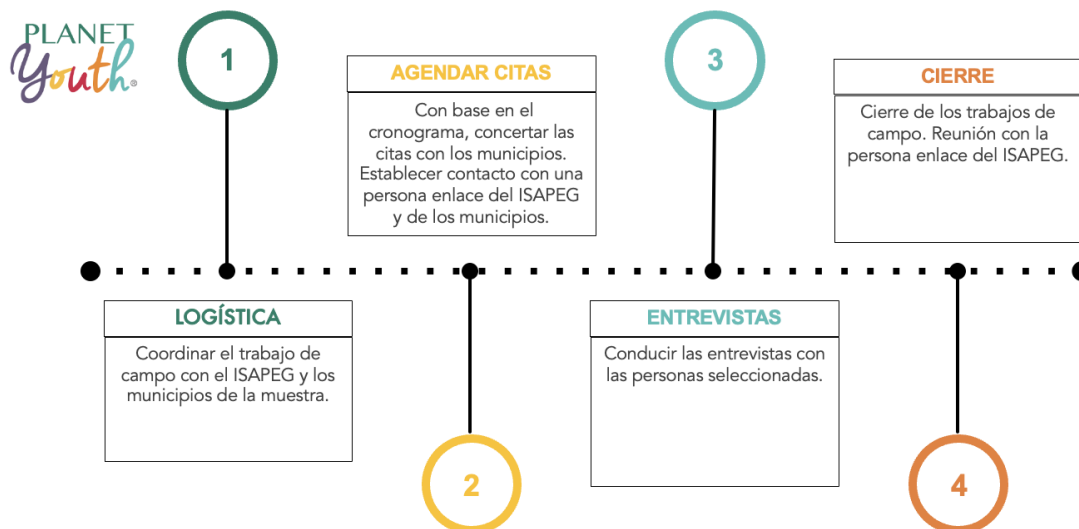 PLANET
Youth®
1
LOGÍSTICA
Coordinar el trabajo de
campo con el ISAPEG y los
municipios de la muestra.
AGENDAR CITAS
Con base en el
cronograma, concertar las
citas con los municipios.
Establecer contacto con una
persona enlace del ISAPEG
y de los municipios.
2
3
ENTREVISTAS
Conducir las entrevistas con
las personas seleccionadas.
CIERRE
Cierre de los trabajos de
campo. Reunión con la
persona enlace del ISAPEG.
4